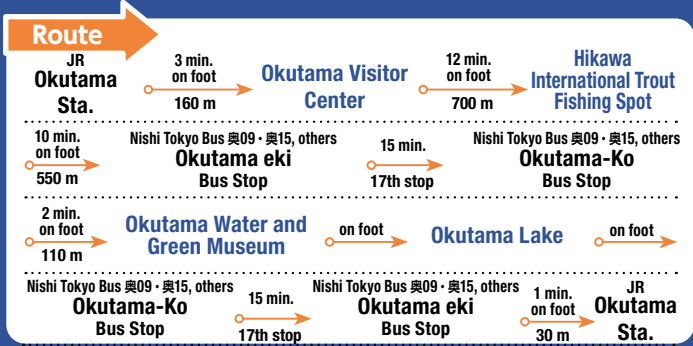 Route
JR
Okutama
Sta.
3 min.
on foot
160 m
Okutama Visitor
Center
12 min.
on foot
700 m
Hikawa
International Trout
Fishing Spot
10 min.
on foot
550 m
Nishi Tokyo Bus 奥09・奥15, others
Okutama eki
Bus Stop
15 min.
17th stop
Nishi Tokyo Bus 奥09・奥15, others
Okutama-Ko
Bus Stop
2 min.
on foot
110 m
Okutama Water and
Green Museum
on foot
Okutama Lake
on foot
Nishi Tokyo Bus 奥09・奥15, others
Okutama-Ko
Bus Stop
15 min.
17th stop
Nishi Tokyo Bus 奥09・奥15, others
Okutama eki
Bus Stop
1 min.
on foot
30 m
JR
Okutama
Sta.